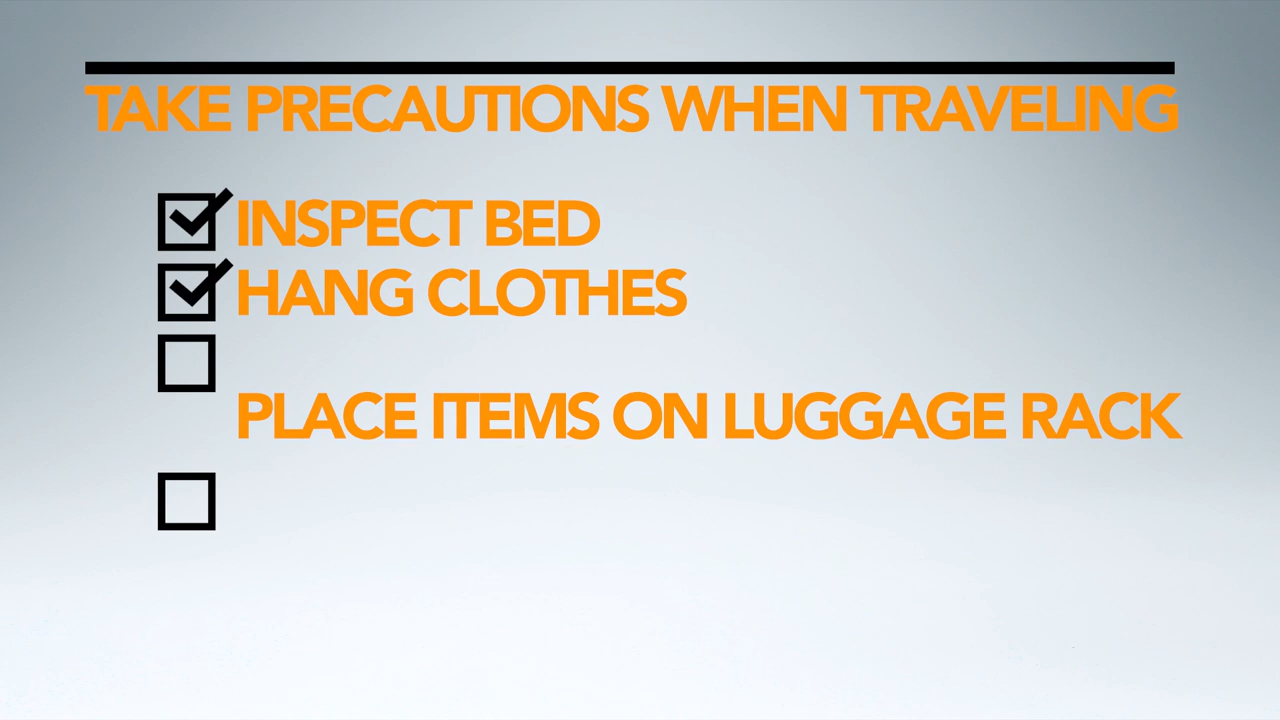 TAKE PRECAUTIONS WHEN TRAVELING
INSPECT BED
HANG CLOTHES
PLACE ITEMS ON LUGGAGE RACK